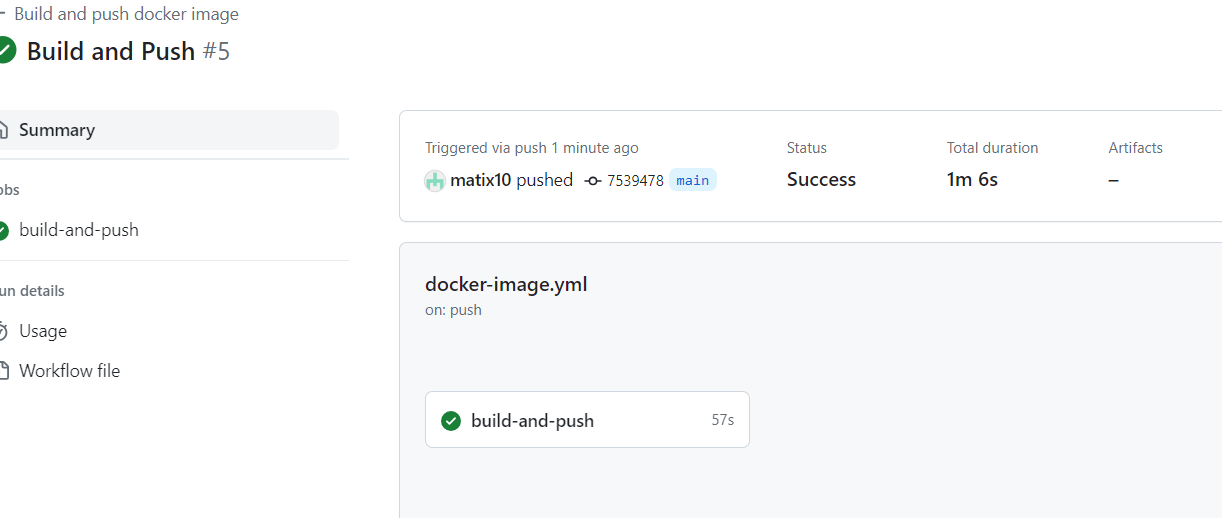 Build and push docker image
Build and Push #5
Summary
obs
build-and-push
un details
Usage
Workflow file
Triggered via push 1 minute ago
matix10 pushed 7539478 main
Status
Success
Total duration
1m 6s
Artifacts
–
docker-image.yml
on: push
build-and-push 57s